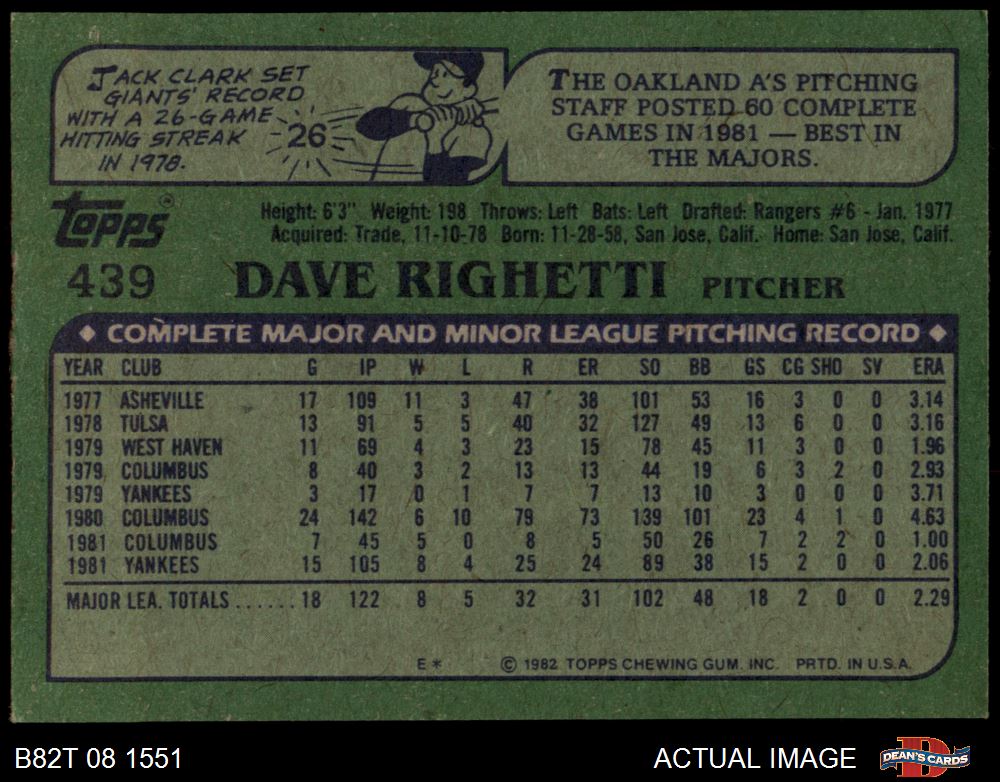 JACK CLARK SET
GIANTS' RECORD
WITH A 26-GAME
HITTING STREAK
IN 1978.
26
THE OAKLAND A'S PITCHING
STAFF POSTED 60 COMPLETE
GAMES IN 1981 — BEST IN
THE MAJORS.
topps®
Height: 6'3" Weight: 198 Throws: Left Bats: Left Drafted: Rangers #6 - Jan. 1977
Acquired: Trade, 11-10-78 Born: 11-28-58, San Jose, Calif. Home: San Jose, Calif.
439 DAVE RIGHETTI PITCHER
◆ COMPLETE MAJOR AND MINOR LEAGUE PITCHING RECORD ◆
YEAR CLUB G IP W L R ER SO BB GS CG SHO SV ERA
1977 ASHEVILLE 17 109 11 3 47 38 101 53 16 3 0 0 3.14
1978 TULSA 13 91 5 5 40 32 127 49 13 6 0 0 3.16
1979 WEST HAVEN 11 69 4 3 23 15 78 45 11 3 0 0 1.96
1979 COLUMBUS 8 40 3 2 13 13 44 19 6 3 2 0 2.93
1979 YANKEES 3 17 0 1 7 7 13 10 3 0 0 0 3.71
1980 COLUMBUS 24 142 6 10 79 73 139 101 23 4 1 0 4.63
1981 COLUMBUS 7 45 5 0 8 5 50 26 7 2 2 0 1.00
1981 YANKEES 15 105 8 4 25 24 89 38 15 2 0 0 2.06
MAJOR LEA. TOTALS ...... 18 122 8 5 32 31 102 48 18 2 0 0 2.29
E * © 1982 TOPPS CHEWING GUM, INC. PRTD. IN U.S.A.
B82T 08 1551 ACTUAL IMAGE DEAN'S CARDS